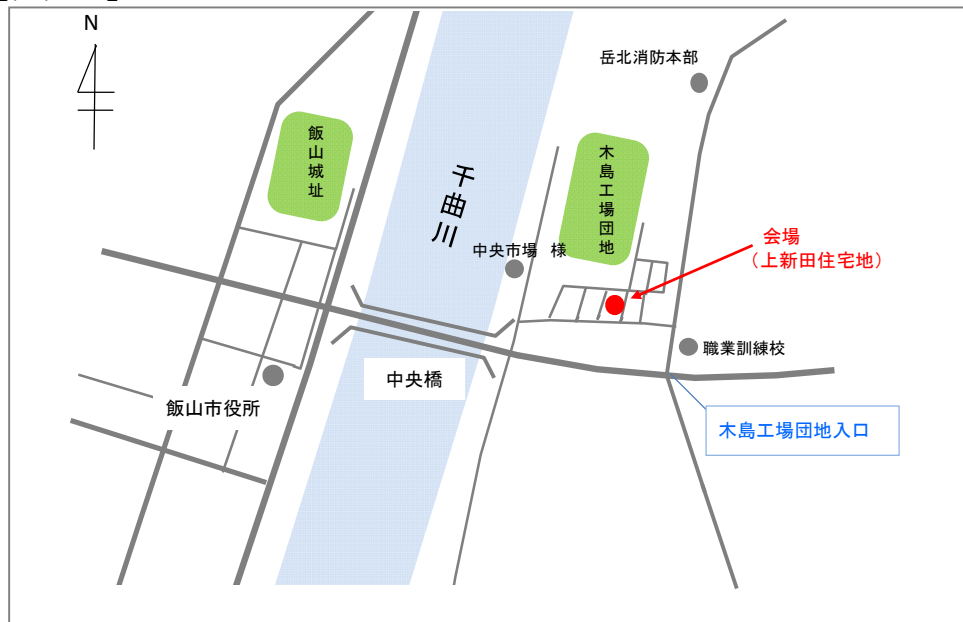 N
岳北消防本部
飯山城址
木島工場団地
千曲川
会場
(上新田住宅地)
中央市場 様
職業訓練校
中央橋
飯山市役所
木島工場団地入口